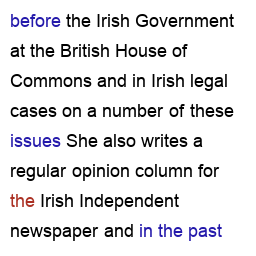 before the Irish Government
at the British House of
Commons and in Irish legal
cases on a number of these
issues She also writes a
regular opinion column for
the Irish Independent
newspaper and in the past